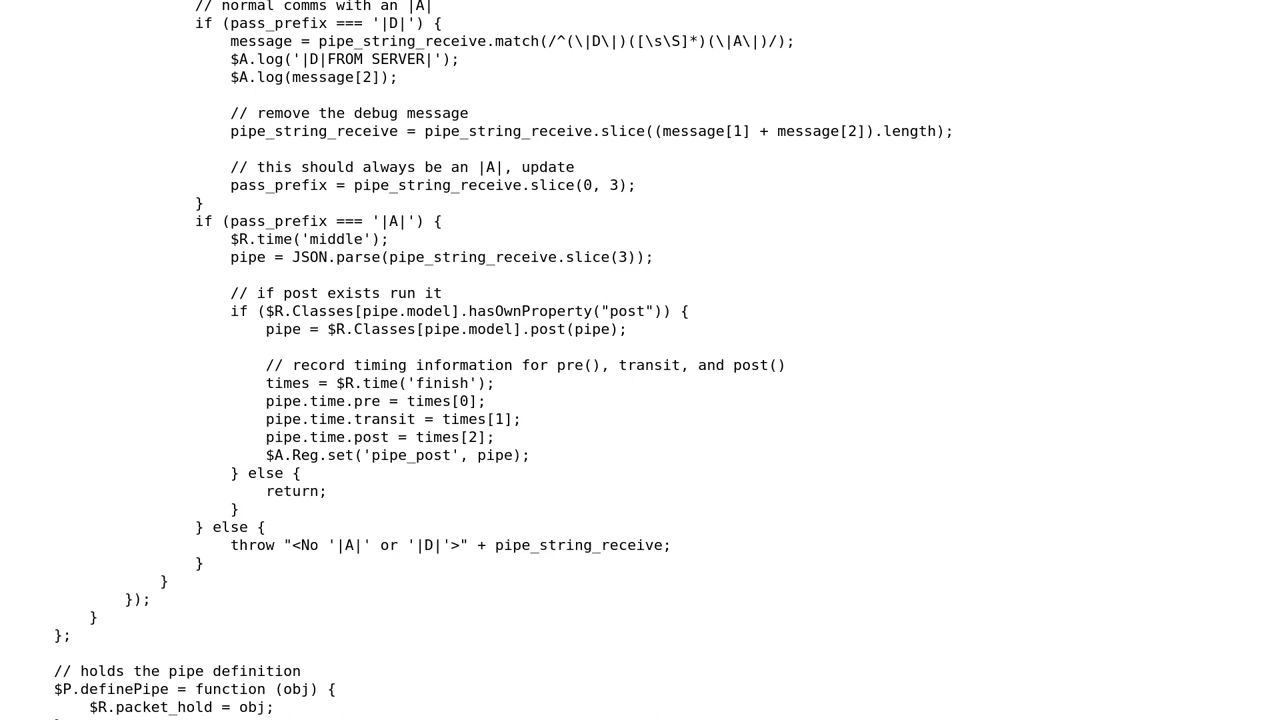 // normal comms with an |A|
if (pass_prefix === '|D|') {
message = pipe_string_receive.match(/^(\|D\|)([\s\S]*)(\|A\|)/);
$A.log('|D|FROM SERVER|');
$A.log(message[2]);
// remove the debug message
pipe_string_receive = pipe_string_receive.slice((message[1] + message[2]).length);
// this should always be an |A|, update
pass_prefix = pipe_string_receive.slice(0, 3);
}
if (pass_prefix === '|A|') {
$R.time('middle');
pipe = JSON.parse(pipe_string_receive.slice(3));
// if post exists run it
if ($R.Classes[pipe.model].hasOwnProperty("post")) {
pipe = $R.Classes[pipe.model].post(pipe);
// record timing information for pre(), transit, and post()
times = $R.time('finish');
pipe.time.pre = times[0];
pipe.time.transit = times[1];
pipe.time.post = times[2];
$A.Reg.set('pipe_post', pipe);
} else {
return;
}
} else {
throw "<No '|A|' or '|D|'>" + pipe_string_receive;
}
}
});
}
};
// holds the pipe definition
$P.definePipe = function (obj) {
$R.packet_hold = obj;